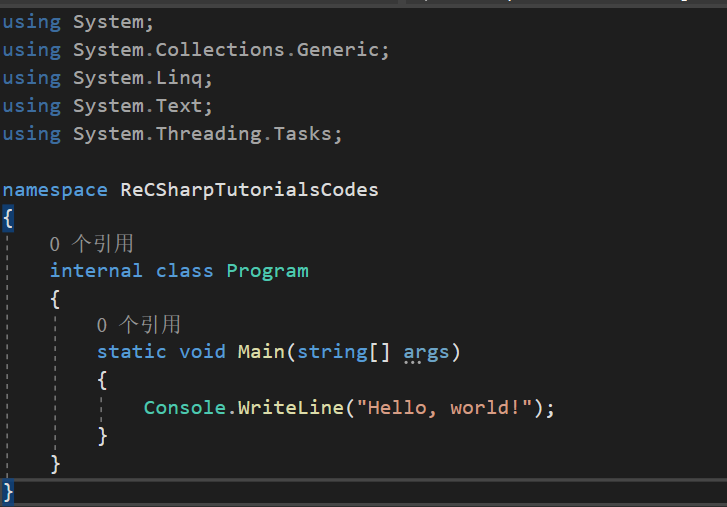 using System;
using System.Collections.Generic;
using System.Linq;
using System.Text;
using System.Threading.Tasks;
namespace ReCSharpTutorialsCodes
{
0 个引用
internal class Program
{
0 个引用
static void Main(string[] args)
{
Console.WriteLine("Hello, world!");
}
}
}